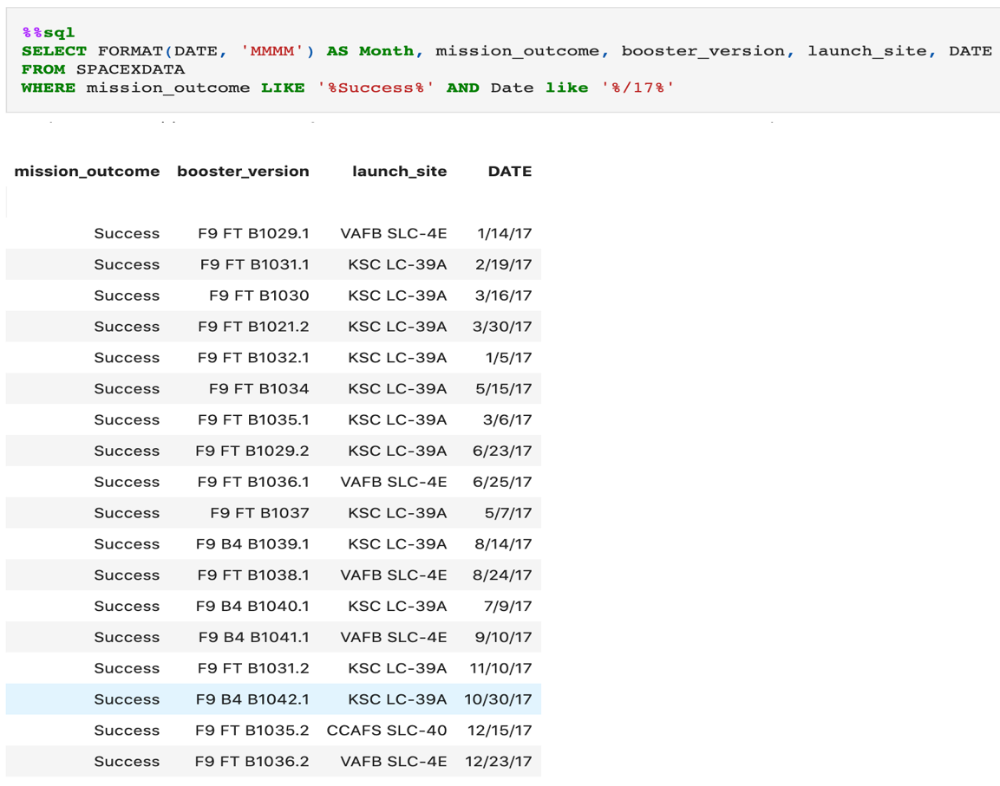 %%sql
SELECT FORMAT(DATE, 'MMMM') AS Month, mission_outcome, booster_version, launch_site, DATE
FROM SPACEXDATA
WHERE mission_outcome LIKE '%Success%' AND Date like '%/17%'
mission_outcome booster_version launch_site DATE
Success F9 FT B1029.1 VAFB SLC-4E 1/14/17
Success F9 FT B1031.1 KSC LC-39A 2/19/17
Success F9 FT B1030 KSC LC-39A 3/16/17
Success F9 FT B1021.2 KSC LC-39A 3/30/17
Success F9 FT B1032.1 KSC LC-39A 1/5/17
Success F9 FT B1034 KSC LC-39A 5/15/17
Success F9 FT B1035.1 KSC LC-39A 3/6/17
Success F9 FT B1029.2 KSC LC-39A 6/23/17
Success F9 FT B1036.1 VAFB SLC-4E 6/25/17
Success F9 FT B1037 KSC LC-39A 5/7/17
Success F9 B4 B1039.1 KSC LC-39A 8/14/17
Success F9 FT B1038.1 VAFB SLC-4E 8/24/17
Success F9 B4 B1040.1 KSC LC-39A 7/9/17
Success F9 B4 B1041.1 VAFB SLC-4E 9/10/17
Success F9 FT B1031.2 KSC LC-39A 11/10/17
Success F9 B4 B1042.1 KSC LC-39A 10/30/17
Success F9 FT B1035.2 CCAFS SLC-40 12/15/17
Success F9 FT B1036.2 VAFB SLC-4E 12/23/17